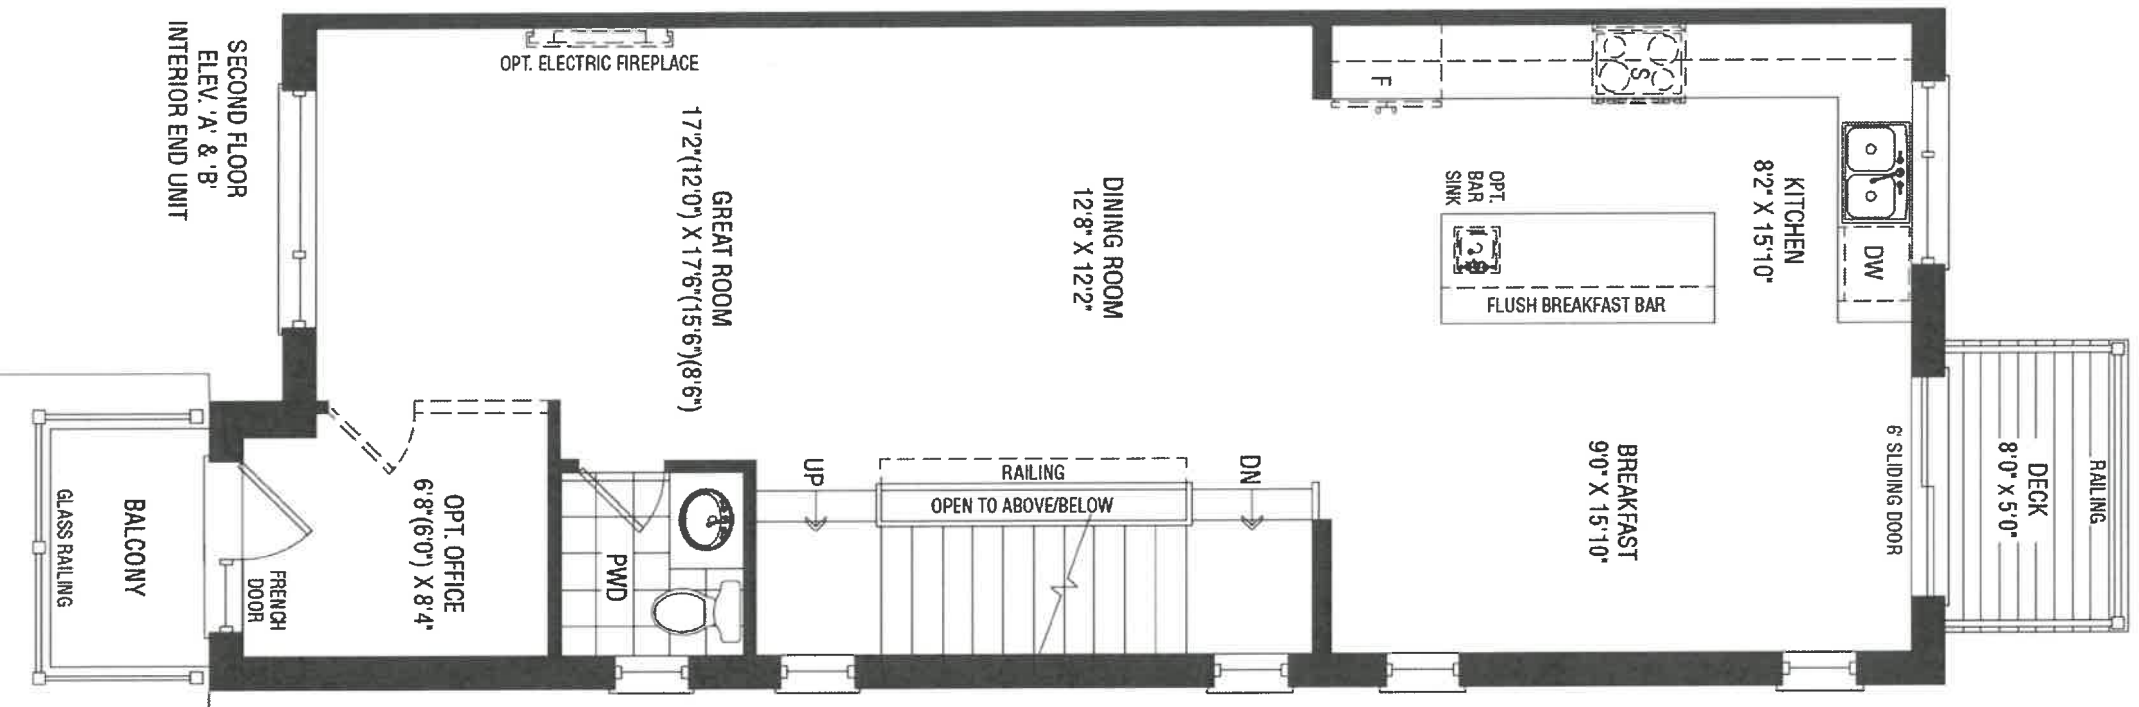 SECOND FLOOR
ELEV. 'A' & 'B'
INTERIOR END UNIT
OPT. ELECTRIC FIREPLACE
GREAT ROOM
17'2"(12'0") X 17'6"(15'6")(8'6")
DINING ROOM
12'8" X 12'2"
F
S
OPT.
BAR
SINK
FLUSH BREAKFAST BAR
KITCHEN
8'2" X 15'10"
DW
BREAKFAST
9'0" X 15'10"
6' SLIDING DOOR
DECK
8'0" X 5'0"
RAILING
DN
RAILING
OPEN TO ABOVE/BELOW
UP
PWD
OPT. OFFICE
6'8"(6'0") X 8'4"
FRENCH
DOOR
BALCONY
GLASS RAILING